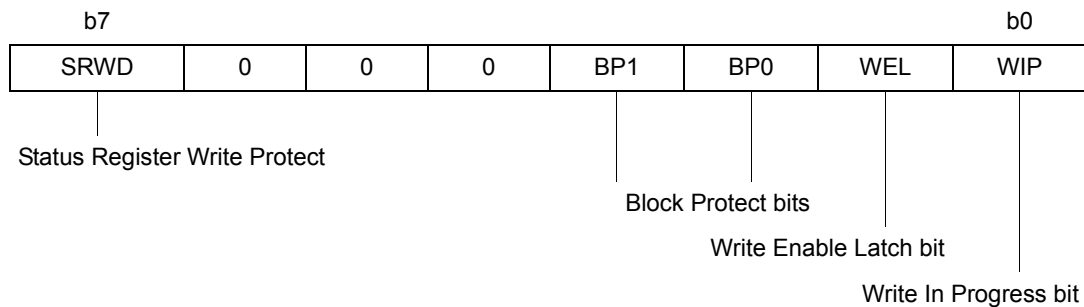 b7 b0
SRWD 0 0 0 BP1 BP0 WEL WIP
Status Register Write Protect
Block Protect bits
Write Enable Latch bit
Write In Progress bit